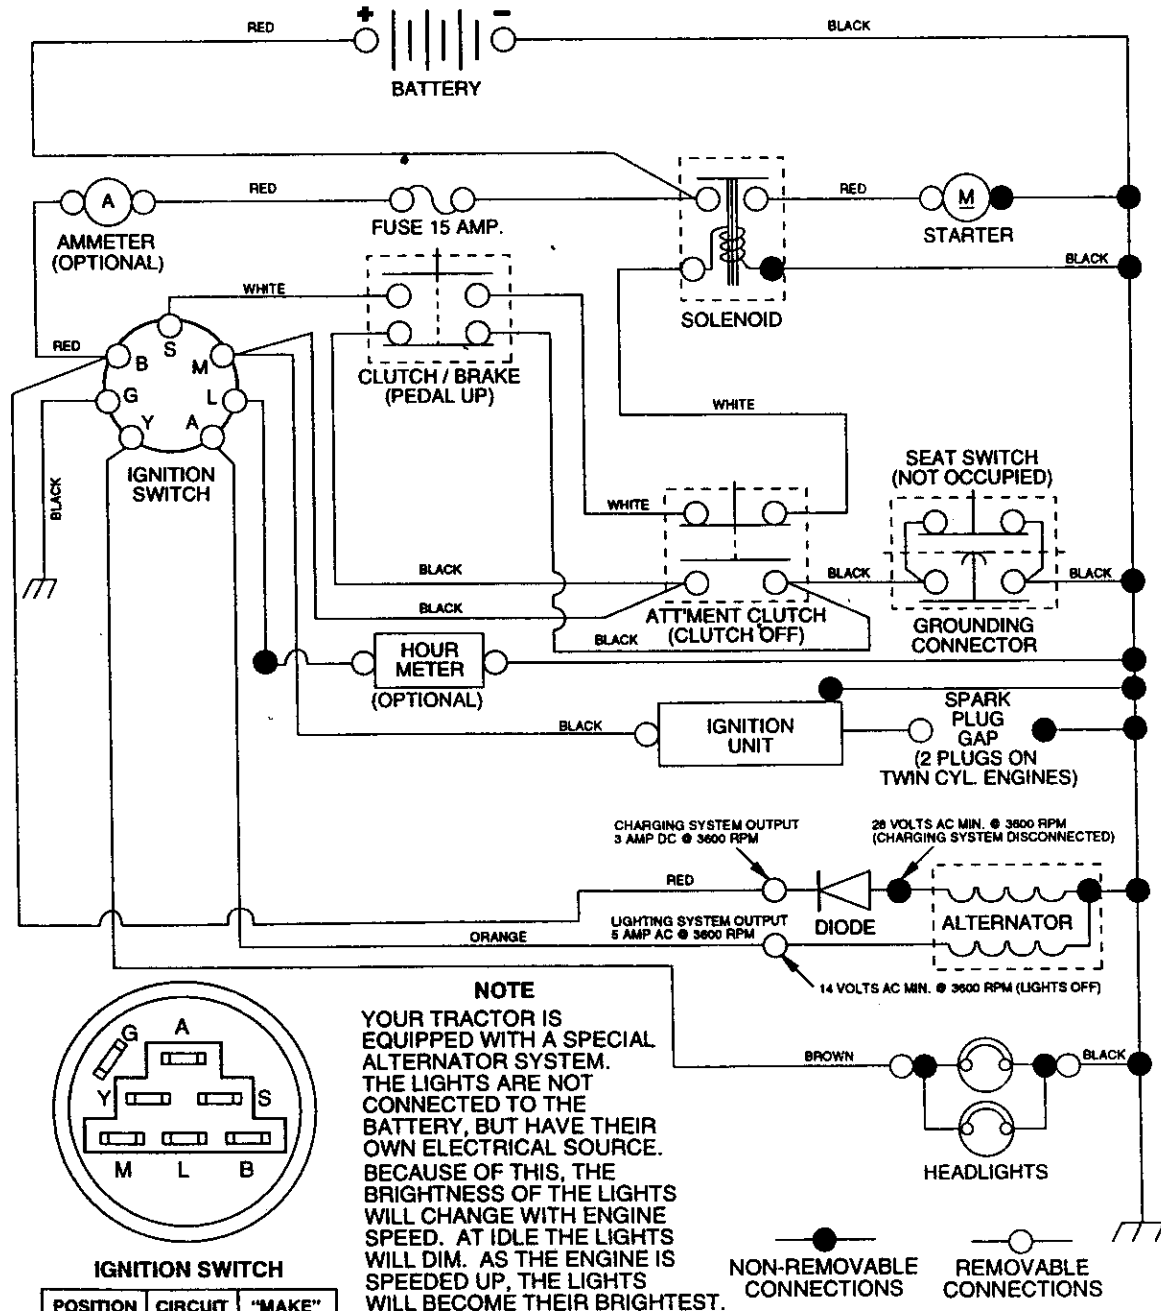 + -
RED
BLACK
BATTERY
A
RED
FUSE 15 AMP.
AMMETER
(OPTIONAL)
SOLENOID
RED
M
STARTER
BLACK
WHITE
RED
S
B
M
G
L
Y
A
IGNITION
SWITCH
BLACK
CLUTCH / BRAKE
(PEDAL UP)
WHITE
WHITE
SEAT SWITCH
(NOT OCCUPIED)
BLACK
BLACK
BLACK
BLACK
BLACK
ATT'MENT CLUTCH
(CLUTCH OFF)
GROUNDING
CONNECTOR
HOUR
METER
(OPTIONAL)
BLACK
IGNITION
UNIT
SPARK
PLUG
GAP
(2 PLUGS ON
TWIN CYL. ENGINES)
CHARGING SYSTEM OUTPUT
3 AMP DC @ 3600 RPM
28 VOLTS AC MIN. @ 3600 RPM
(CHARGING SYSTEM DISCONNECTED)
RED
DIODE
ALTERNATOR
LIGHTING SYSTEM OUTPUT
5 AMP AC @ 3600 RPM
ORANGE
14 VOLTS AC MIN. @ 3600 RPM (LIGHTS OFF)
BROWN
BLACK
HEADLIGHTS
G
A
Y
S
M
L
B
IGNITION SWITCH
POSITION CIRCUIT "MAKE"
NOTE
YOUR TRACTOR IS
EQUIPPED WITH A SPECIAL
ALTERNATOR SYSTEM.
THE LIGHTS ARE NOT
CONNECTED TO THE
BATTERY, BUT HAVE THEIR
OWN ELECTRICAL SOURCE.
BECAUSE OF THIS, THE
BRIGHTNESS OF THE LIGHTS
WILL CHANGE WITH ENGINE
SPEED. AT IDLE THE LIGHTS
WILL DIM. AS THE ENGINE IS
SPEEDED UP, THE LIGHTS
WILL BECOME THEIR BRIGHTEST.
NON-REMOVABLE
CONNECTIONS
REMOVABLE
CONNECTIONS